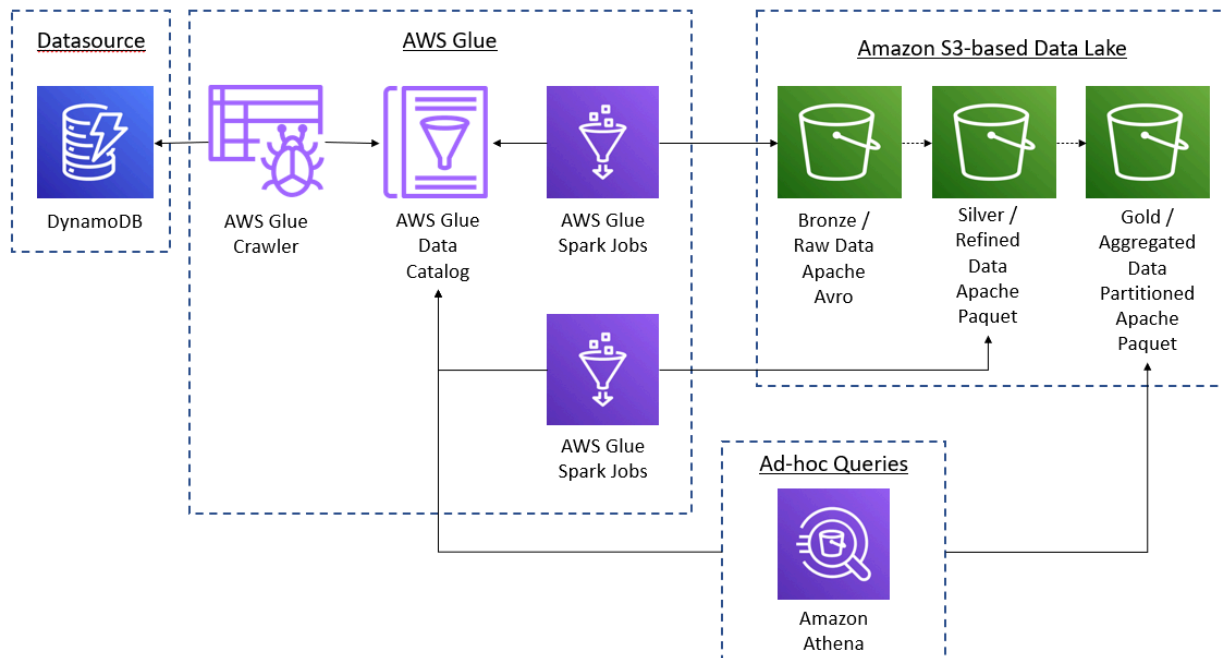 Datasource
DynamoDB
AWS Glue
AWS Glue
Crawler
AWS Glue
Data
Catalog
AWS Glue
Spark Jobs
AWS Glue
Spark Jobs
Amazon S3-based Data Lake
Bronze /
Raw Data
Apache
Avro
Silver /
Refined
Data
Apache
Paquet
Gold /
Aggregated
Data
Partitioned
Apache
Paquet
Ad-hoc Queries
Amazon
Athena